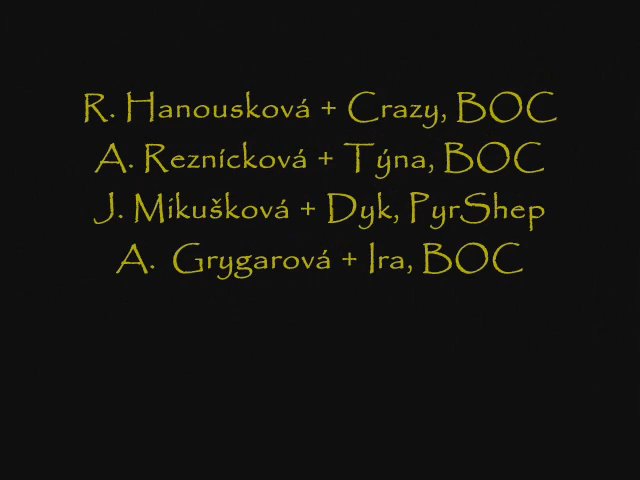 R. Hanousková + Crazy, BOC
A. Reznícková + Týna, BOC
J. Mikušková + Dyk, PyrShep
A. Grygarová + Ira, BOC